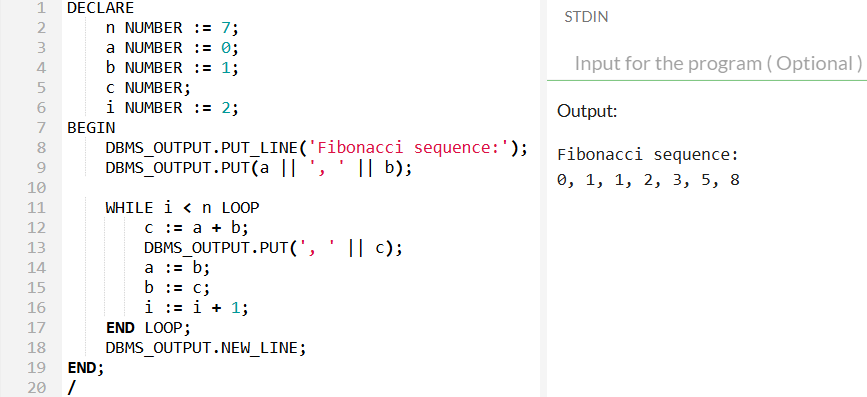 1 DECLARE
2 n NUMBER := 7;
3 a NUMBER := 0;
4 b NUMBER := 1;
5 c NUMBER;
6 i NUMBER := 2;
7 BEGIN
8 DBMS_OUTPUT.PUT_LINE('Fibonacci sequence:');
9 DBMS_OUTPUT.PUT(a || ', ' || b);
10
11 WHILE i < n LOOP
12 c := a + b;
13 DBMS_OUTPUT.PUT(', ' || c);
14 a := b;
15 b := c;
16 i := i + 1;
17 END LOOP;
18 DBMS_OUTPUT.NEW_LINE;
19 END;
20 /
STDIN
Input for the program ( Optional )
Output:
Fibonacci sequence:
0, 1, 1, 2, 3, 5, 8